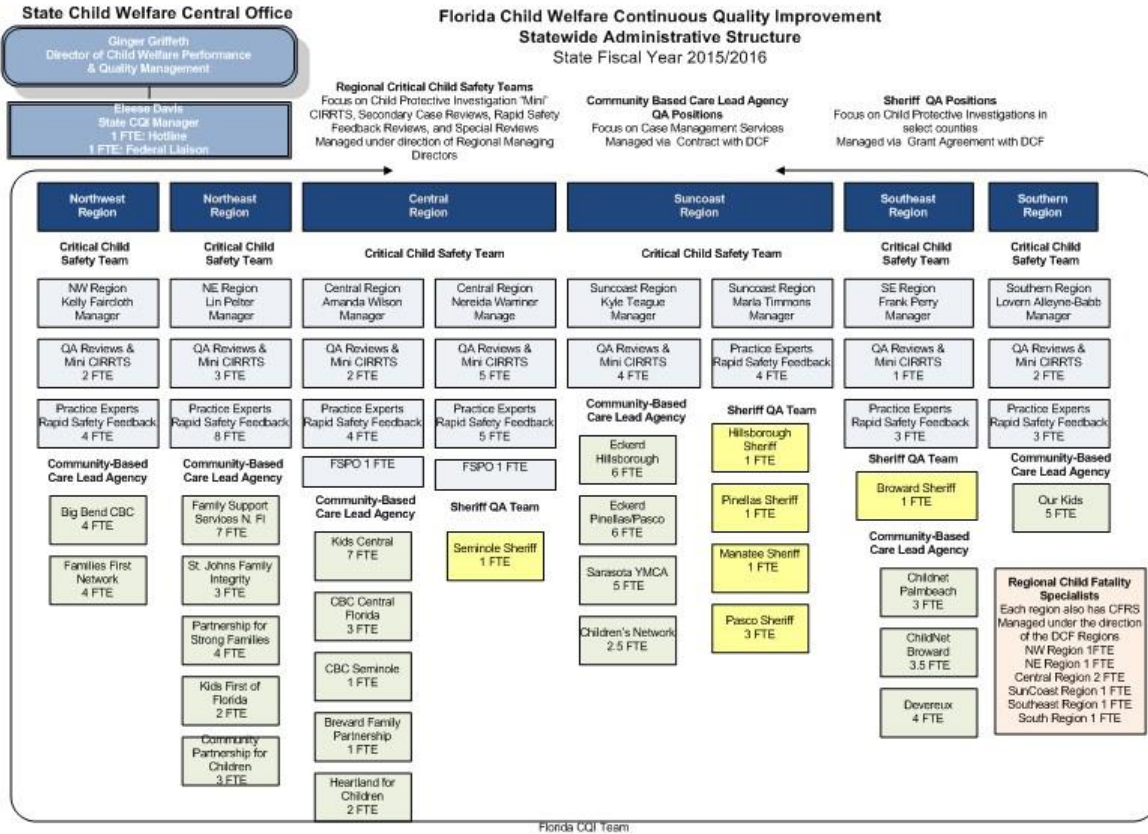 State Child Welfare Central Office
Ginger Griffeth
Director of Child Welfare Performance
& Quality Management
Eleese Davis
State CQI Manager
1 FTE: Hotline
1 FTE: Federal Liaison
Florida Child Welfare Continuous Quality Improvement
Statewide Administrative Structure
State Fiscal Year 2015/2016
Regional Critical Child Safety Teams
Focus on Child Protective Investigation "Mini"
CIRRTS, Secondary Case Reviews, Rapid Safety
Feedback Reviews, and Special Reviews
Managed under direction of Regional Managing
Directors
Community Based Care Lead Agency
QA Positions
Focus on Case Management Services
Managed via Contract with DCF
Sheriff QA Positions
Focus on Child Protective Investigations in
select counties
Managed via Grant Agreement with DCF
Northwest
Region
Critical Child
Safety Team
NW Region
Kelly Faircloth
Manager
QA Reviews &
Mini CIRRTS
2 FTE
Practice Experts
Rapid Safety Feedback
4 FTE
Community-Based
Care Lead Agency
Big Bend CBC
4 FTE
Families First
Network
4 FTE
Northeast
Region
Critical Child
Safety Team
NE Region
Lin Pelter
Manager
QA Reviews &
Mini CIRRTS
3 FTE
Practice Experts
Rapid Safety Feedback
8 FTE
Community-Based
Care Lead Agency
Family Support
Services N. Fl
7 FTE
St. Johns Family
Integrity
3 FTE
Partnership for
Strong Families
4 FTE
Kids First of
Florida
2 FTE
Community
Partnership for
Children
3 FTE
Central
Region
Critical Child Safety Team
Central Region
Amanda Wilson
Manager
QA Reviews &
Mini CIRRTS
2 FTE
Practice Experts
Rapid Safety Feedback
4 FTE
FSPO 1 FTE
Community-Based
Care Lead Agency
Kids Central
7 FTE
CBC Central
Florida
3 FTE
CBC Seminole
1 FTE
Brevard Family
Partnership
1 FTE
Heartland for
Children
2 FTE
Central Region
Nereida Warriner
Manage
QA Reviews &
Mini CIRRTS
5 FTE
Practice Experts
Rapid Safety Feedback
5 FTE
FSPO 1 FTE
Sheriff QA Team
Seminole Sheriff
1 FTE
Suncoast
Region
Critical Child Safety Team
Suncoast Region
Kyle Teague
Manager
QA Reviews &
Mini CIRRTS
4 FTE
Community-Based
Care Lead Agency
Eckerd
Hillsborough
6 FTE
Eckerd
Pinellas/Pasco
6 FTE
Sarasota YMCA
5 FTE
Children's Network
2.5 FTE
Suncoast Region
Marla Timmons
Manager
Practice Experts
Rapid Safety Feedback
4 FTE
Sheriff QA Team
Hillsborough
Sheriff
1 FTE
Pinellas Sheriff
1 FTE
Manatee Sheriff
1 FTE
Pasco Sheriff
3 FTE
Southeast
Region
Critical Child
Safety Team
SE Region
Frank Perry
Manager
QA Reviews &
Mini CIRRTS
1 FTE
Practice Experts
Rapid Safety Feedback
3 FTE
Sheriff QA Team
Broward Sheriff
1 FTE
Community-Based
Care Lead Agency
Childnet
Palmbeach
3 FTE
ChildNet
Broward
3.5 FTE
Devereux
4 FTE
Southern
Region
Critical Child
Safety Team
Southern Region
Lovern Alleyne-Babb
Manager
QA Reviews &
Mini CIRRTS
2 FTE
Practice Experts
Rapid Safety Feedback
3 FTE
Community-Based
Care Lead Agency
Our Kids
5 FTE
Regional Child Fatality
Specialists
Each region also has CFRS
Managed under the direction
of the DCF Regions
NW Region 1FTE
NE Region 1 FTE
Central Region 2 FTE
SunCoast Region 1 FTE
Southeast Region 1 FTE
South Region 1 FTE
Florida CQI Team